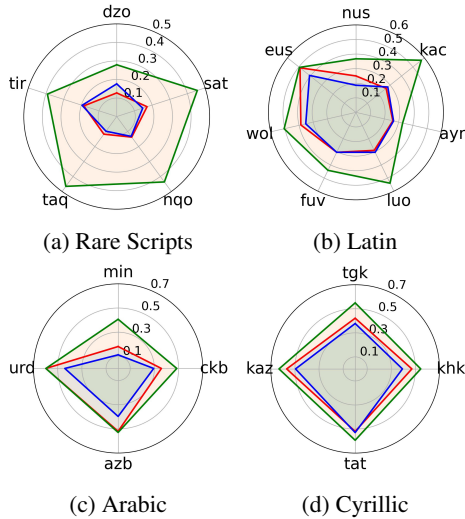 dzo
0.5
0.4
0.3
0.2
0.1
sat
tir
taq
nqo
(a) Rare Scripts
nus
0.6
0.5
0.4
0.3
0.2
0.1
eus
kac
wol
ayr
fuv
luo
(b) Latin
min
0.7
0.5
0.3
0.1
urd
ckb
azb
(c) Arabic
tgk
0.7
0.5
0.3
0.1
kaz
khk
tat
(d) Cyrillic